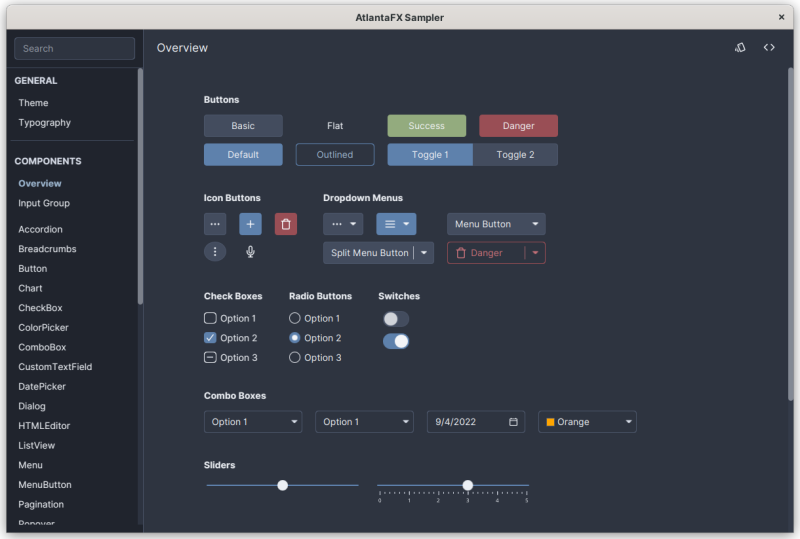 AtlantaFX Sampler
Search
GENERAL
Theme
Typography
COMPONENTS
Overview
Input Group
Accordion
Breadcrumbs
Button
Chart
CheckBox
ColorPicker
ComboBox
CustomTextField
DatePicker
Dialog
HTMLEditor
ListView
Menu
MenuButton
Pagination
Popover
Overview
Buttons
Basic Flat Success Danger
Default Outlined Toggle 1 Toggle 2
Icon Buttons Dropdown Menus
Menu Button
Split Menu Button Danger
Check Boxes Radio Buttons Switches
Option 1 Option 1
Option 2 Option 2
Option 3 Option 3
Combo Boxes
Option 1 Option 1 9/4/2022 Orange
Sliders
0 1 2 3 4 5